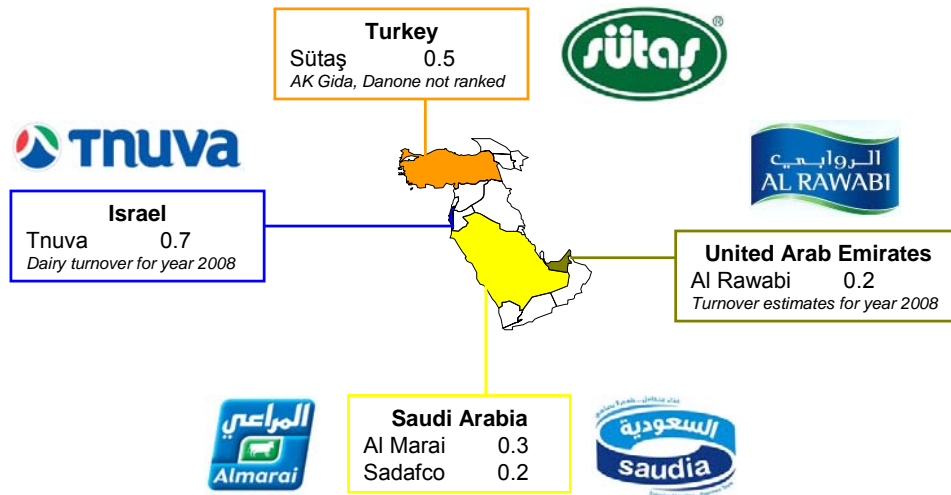 Turkey
Sütaş 0.5
AK Gida, Danone not ranked
sütaş
TNUVA
Israel
Tnuva 0.7
Dairy turnover for year 2008
الروابي
AL RAWABI
United Arab Emirates
Al Rawabi 0.2
Turnover estimates for year 2008
المراعي
Almarai
Saudi Arabia
Al Marai 0.3
Sadafco 0.2
السعودية
saudia